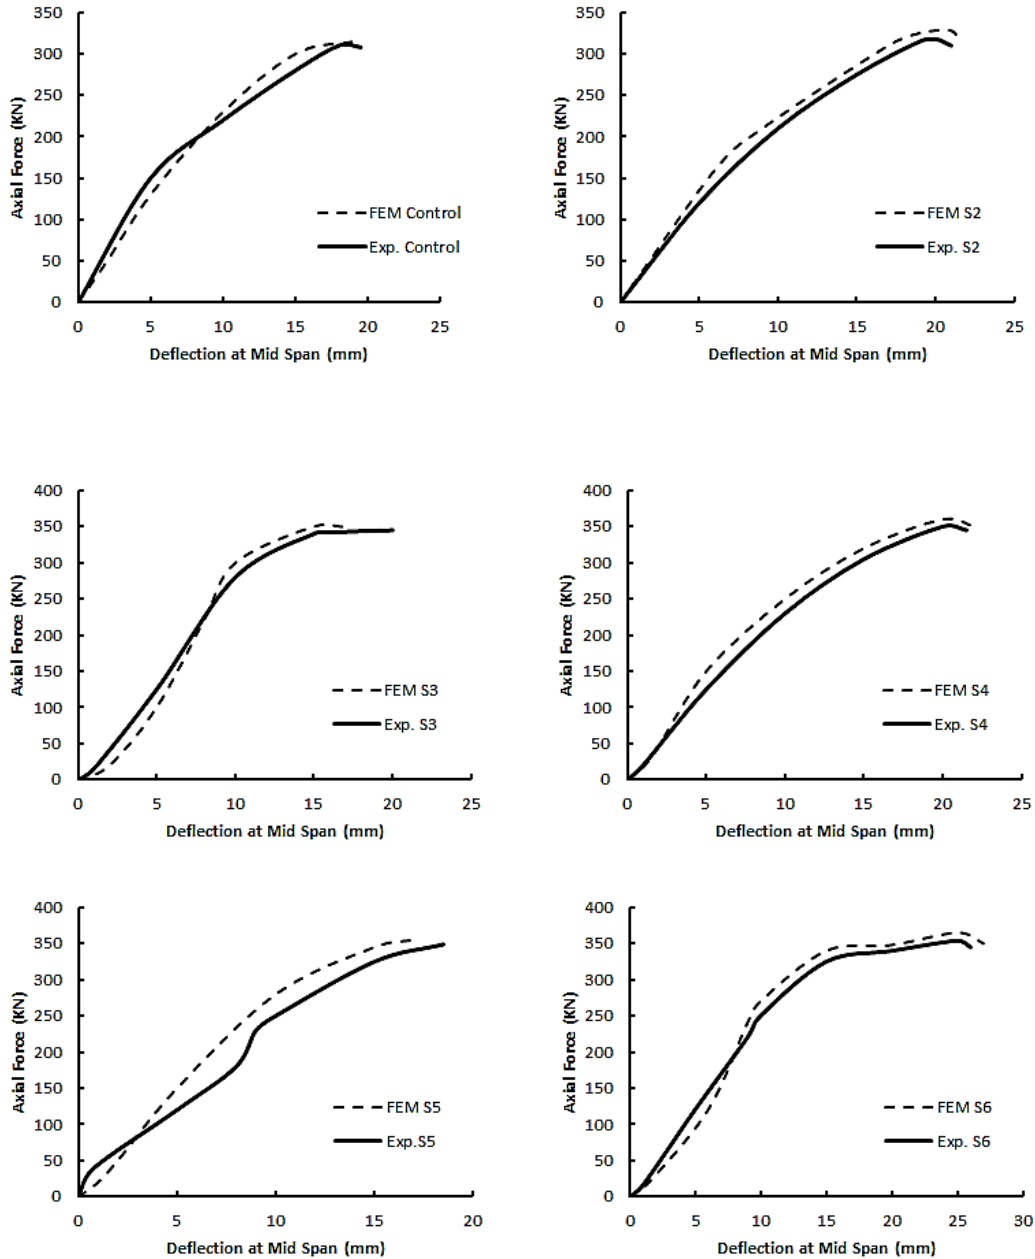 350
300
250
200
150
100
50
0
Axial Force (KN)
FEM Control
Exp. Control
0 5 10 15 20 25
Deflection at Mid Span (mm)
350
300
250
200
150
100
50
0
Axial Force (KN)
FEM S2
Exp. S2
0 5 10 15 20 25
Deflection at Mid Span (mm)
400
350
300
250
200
150
100
50
0
Axial Force (KN)
FEM S3
Exp. S3
0 5 10 15 20 25
Deflection at Mid Span (mm)
400
350
300
250
200
150
100
50
0
Axial Force (KN)
FEM S4
Exp. S4
0 5 10 15 20 25
Deflection at Mid Span (mm)
400
350
300
250
200
150
100
50
0
Axial Force (KN)
FEM S5
Exp.S5
0 5 10 15 20
Deflection at Mid Span (mm)
400
350
300
250
200
150
100
50
0
Axial Force (KN)
FEM S6
Exp. S6
0 5 10 15 20 25 30
Deflection at Mid Span (mm)